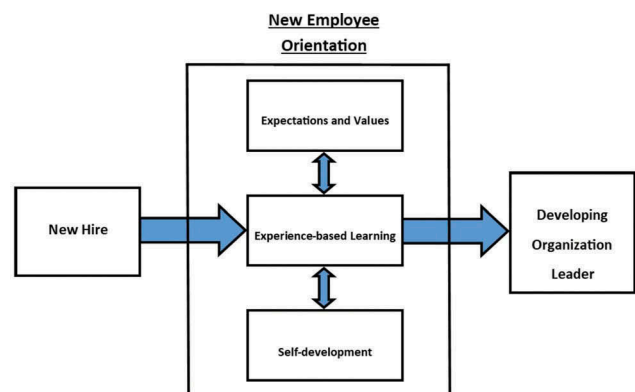 New Employee
Orientation
Expectations and Values
New Hire
Experience-based Learning
Developing
Organization
Leader
Self-development